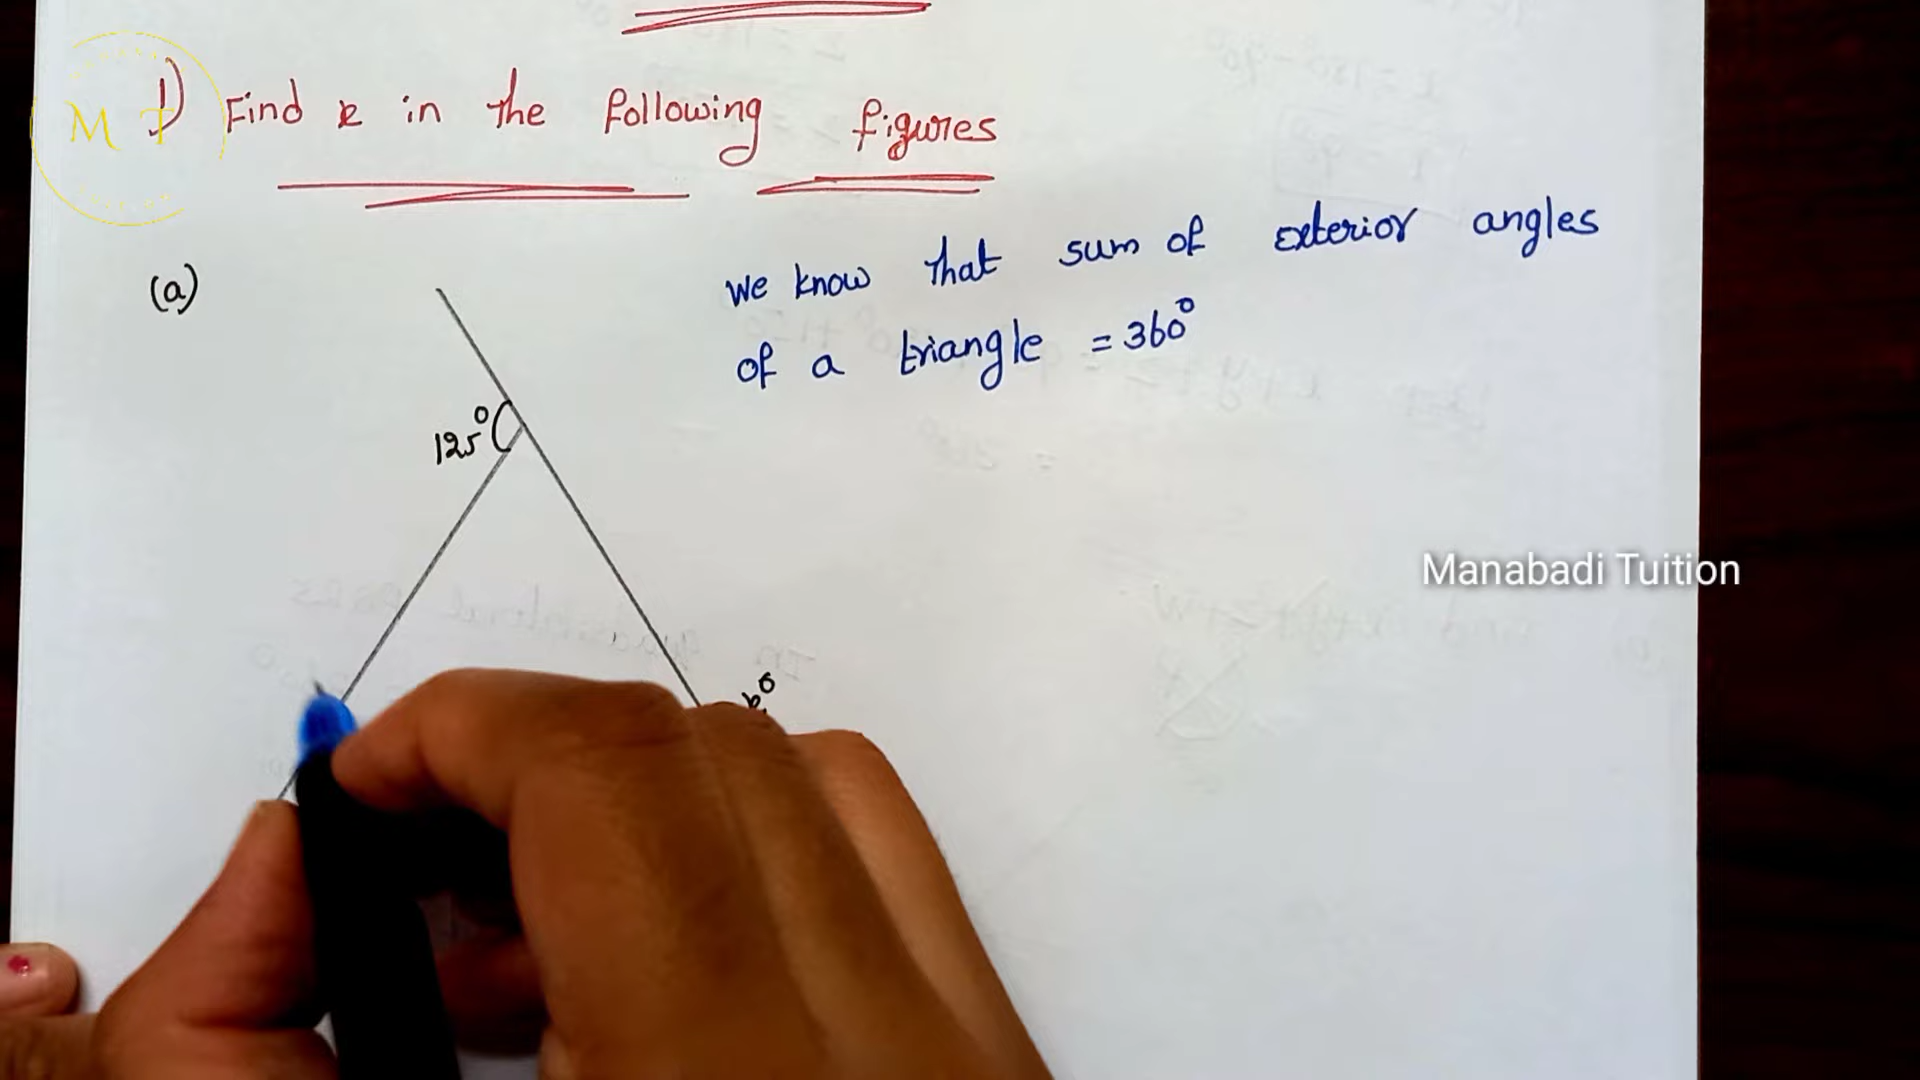 M T
1) Find x in the following figures
(a)
we know that sum of exterior angles
of a triangle = 360°
125°
Manabadi Tuition